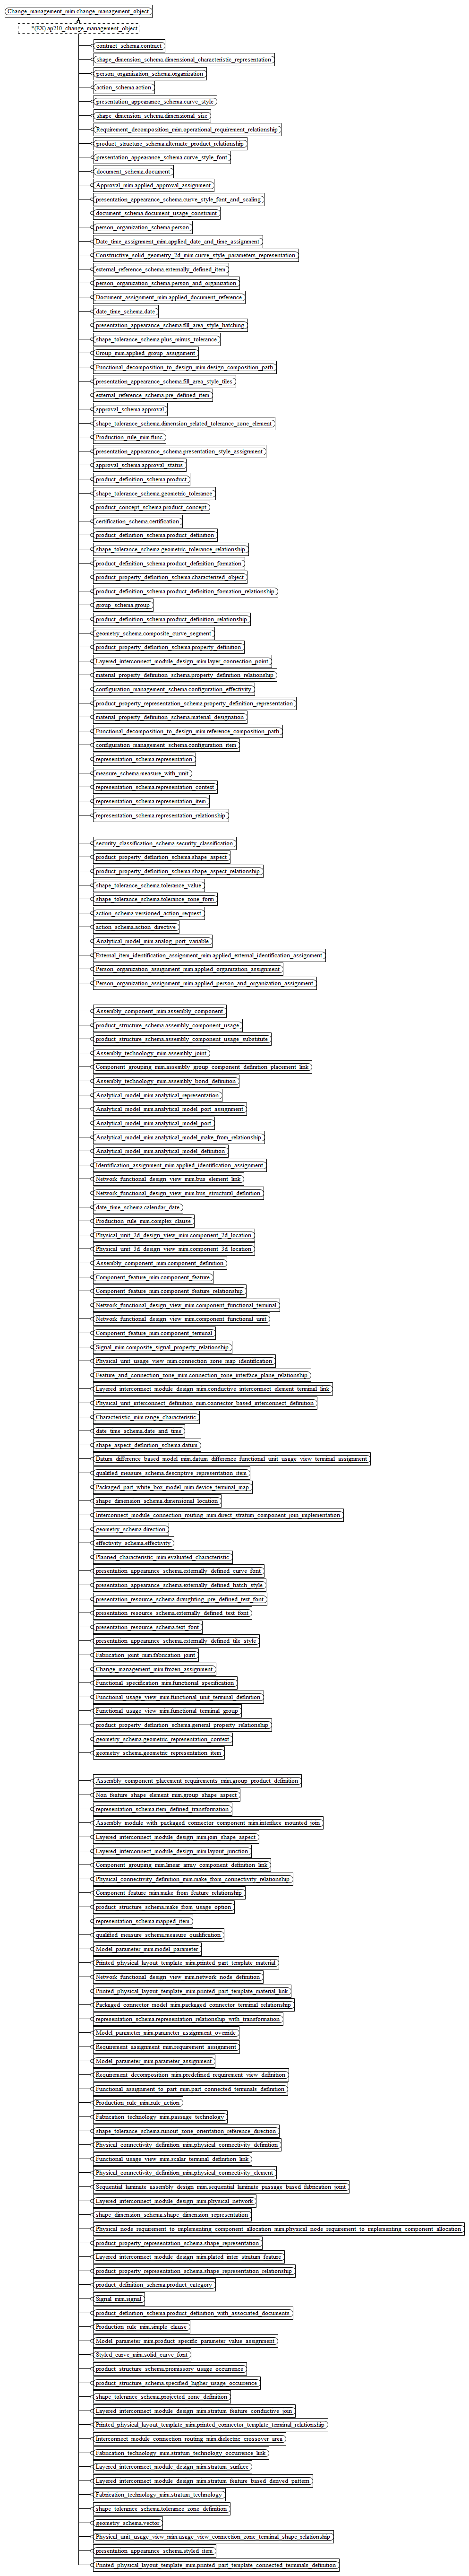 Change_management_mim.change_management_object
*(EX) ap210_change_management_object
contract_schema.contract
shape_dimension_schema.dimensional_characteristic_representation
person_organization_schema.organization
action_schema.action
presentation_appearance_schema.curve_style
shape_dimension_schema.dimensional_size
Requirement_decomposition_mim.operational_requirement_relationship
product_structure_schema.alternate_product_relationship
presentation_appearance_schema.curve_style_font
document_schema.document
Approval_mim.applied_approval_assignment
presentation_appearance_schema.curve_style_font_and_scaling
document_schema.document_usage_constraint
person_organization_schema.person
Date_time_assignment_mim.applied_date_and_time_assignment
Constructive_solid_geometry_2d_mim.curve_style_parameters_representation
external_reference_schema.externally_defined_item
person_organization_schema.person_and_organization
Document_assignment_mim.applied_document_reference
date_time_schema.date
presentation_appearance_schema.fill_area_style_hatching
shape_tolerance_schema.plus_minus_tolerance
Group_mim.applied_group_assignment
Functional_decomposition_to_design_mim.design_composition_path
presentation_appearance_schema.fill_area_style_tiles
external_reference_schema.pre_defined_item
approval_schema.approval
shape_tolerance_schema.dimension_related_tolerance_zone_element
Production_rule_mim.func
presentation_appearance_schema.presentation_style_assignment
approval_schema.approval_status
product_definition_schema.product
shape_tolerance_schema.geometric_tolerance
product_concept_schema.product_concept
certification_schema.certification
product_definition_schema.product_definition
shape_tolerance_schema.geometric_tolerance_relationship
product_definition_schema.product_definition_formation
product_property_definition_schema.characterized_object
product_definition_schema.product_definition_formation_relationship
group_schema.group
product_definition_schema.product_definition_relationship
geometry_schema.composite_curve_segment
product_property_definition_schema.property_definition
Layered_interconnect_module_design_mim.layer_connection_point
material_property_definition_schema.property_definition_relationship
configuration_management_schema.configuration_effectivity
product_property_representation_schema.property_definition_representation
material_property_definition_schema.material_designation
Functional_decomposition_to_design_mim.reference_composition_path
configuration_management_schema.configuration_item
representation_schema.representation
measure_schema.measure_with_unit
representation_schema.representation_context
representation_schema.representation_item
representation_schema.representation_relationship
security_classification_schema.security_classification
product_property_definition_schema.shape_aspect
product_property_definition_schema.shape_aspect_relationship
shape_tolerance_schema.tolerance_value
shape_tolerance_schema.tolerance_zone_form
action_schema.versioned_action_request
action_schema.action_directive
Analytical_model_mim.analog_port_variable
External_item_identification_assignment_mim.applied_external_identification_assignment
Person_organization_assignment_mim.applied_organization_assignment
Person_organization_assignment_mim.applied_person_and_organization_assignment
Assembly_component_mim.assembly_component
product_structure_schema.assembly_component_usage
product_structure_schema.assembly_component_usage_substitute
Assembly_technology_mim.assembly_joint
Component_grouping_mim.assembly_group_component_definition_placement_link
Assembly_technology_mim.assembly_bond_definition
Analytical_model_mim.analytical_representation
Analytical_model_mim.analytical_model_port_assignment
Analytical_model_mim.analytical_model_port
Analytical_model_mim.analytical_model_make_from_relationship
Analytical_model_mim.analytical_model_definition
Identification_assignment_mim.applied_identification_assignment
Network_functional_design_view_mim.bus_element_link
Network_functional_design_view_mim.bus_structural_definition
date_time_schema.calendar_date
Production_rule_mim.complex_clause
Physical_unit_2d_design_view_mim.component_2d_location
Physical_unit_3d_design_view_mim.component_3d_location
Assembly_component_mim.component_definition
Component_feature_mim.component_feature
Component_feature_mim.component_feature_relationship
Network_functional_design_view_mim.component_functional_terminal
Network_functional_design_view_mim.component_functional_unit
Component_feature_mim.component_terminal
Signal_mim.composite_signal_property_relationship
Physical_unit_usage_view_mim.connection_zone_map_identification
Feature_and_connection_zone_mim.connection_zone_interface_plane_relationship
Layered_interconnect_module_design_mim.conductive_interconnect_element_terminal_link
Physical_unit_interconnect_definition_mim.connector_based_interconnect_definition
Characteristic_mim.range_characteristic
date_time_schema.date_and_time
shape_aspect_definition_schema.datum
Datum_difference_based_model_mim.datum_difference_functional_unit_usage_view_terminal_assignment
qualified_measure_schema.descriptive_representation_item
Packaged_part_white_box_model_mim.device_terminal_map
shape_dimension_schema.dimensional_location
Interconnect_module_connection_routing_mim.direct_stratum_component_join_implementation
geometry_schema.direction
effectivity_schema.effectivity
Planned_characteristic_mim.evaluated_characteristic
presentation_appearance_schema.externally_defined_curve_font
presentation_appearance_schema.externally_defined_hatch_style
presentation_resource_schema.draughting_pre_defined_text_font
presentation_resource_schema.externally_defined_text_font
presentation_resource_schema.text_font
presentation_appearance_schema.externally_defined_tile_style
Fabrication_joint_mim.fabrication_joint
Change_management_mim.frozen_assignment
Functional_specification_mim.functional_specification
Functional_usage_view_mim.functional_unit_terminal_definition
Functional_usage_view_mim.functional_terminal_group
product_property_definition_schema.general_property_relationship
geometry_schema.geometric_representation_context
geometry_schema.geometric_representation_item
Assembly_component_placement_requirements_mim.group_product_definition
Non_feature_shape_element_mim.group_shape_aspect
representation_schema.item_defined_transformation
Assembly_module_with_packaged_connector_component_mim.interface_mounted_join
Layered_interconnect_module_design_mim.join_shape_aspect
Layered_interconnect_module_design_mim.layout_junction
Component_grouping_mim.linear_array_component_definition_link
Physical_connectivity_definition_mim.make_from_connectivity_relationship
Component_feature_mim.make_from_feature_relationship
product_structure_schema.make_from_usage_option
representation_schema.mapped_item
qualified_measure_schema.measure_qualification
Model_parameter_mim.model_parameter
Printed_physical_layout_template_mim.printed_part_template_material
Network_functional_design_view_mim.network_node_definition
Printed_physical_layout_template_mim.printed_part_template_material_link
Packaged_connector_model_mim.packaged_connector_terminal_relationship
representation_schema.representation_relationship_with_transformation
Model_parameter_mim.parameter_assignment_override
Requirement_assignment_mim.requirement_assignment
Model_parameter_mim.parameter_assignment
Requirement_decomposition_mim.predefined_requirement_view_definition
Functional_assignment_to_part_mim.part_connected_terminals_definition
Production_rule_mim.rule_action
Fabrication_technology_mim.passage_technology
shape_tolerance_schema.runout_zone_orientation_reference_direction
Physical_connectivity_definition_mim.physical_connectivity_definition
Functional_usage_view_mim.scalar_terminal_definition_link
Physical_connectivity_definition_mim.physical_connectivity_element
Sequential_laminate_assembly_design_mim.sequential_laminate_passage_based_fabrication_joint
Layered_interconnect_module_design_mim.physical_network
shape_dimension_schema.shape_dimension_representation
Physical_node_requirement_to_implementing_component_allocation_mim.physical_node_requirement_to_implementing_component_allocation
product_property_representation_schema.shape_representation
Layered_interconnect_module_design_mim.plated_inter_stratum_feature
product_property_representation_schema.shape_representation_relationship
product_definition_schema.product_category
Signal_mim.signal
product_definition_schema.product_definition_with_associated_documents
Production_rule_mim.simple_clause
Model_parameter_mim.product_specific_parameter_value_assignment
Styled_curve_mim.solid_curve_font
product_structure_schema.promissory_usage_occurrence
product_structure_schema.specified_higher_usage_occurrence
shape_tolerance_schema.projected_zone_definition
Layered_interconnect_module_design_mim.stratum_feature_conductive_join
Printed_physical_layout_template_mim.printed_connector_template_terminal_relationship
Interconnect_module_connection_routing_mim.dielectric_crossover_area
Fabrication_technology_mim.stratum_technology_occurrence_link
Layered_interconnect_module_design_mim.stratum_surface
Layered_interconnect_module_design_mim.stratum_feature_based_derived_pattern
Fabrication_technology_mim.stratum_technology
shape_tolerance_schema.tolerance_zone_definition
geometry_schema.vector
Physical_unit_usage_view_mim.usage_view_connection_zone_terminal_shape_relationship
presentation_appearance_schema.styled_item
Printed_physical_layout_template_mim.printed_part_template_connected_terminals_definition